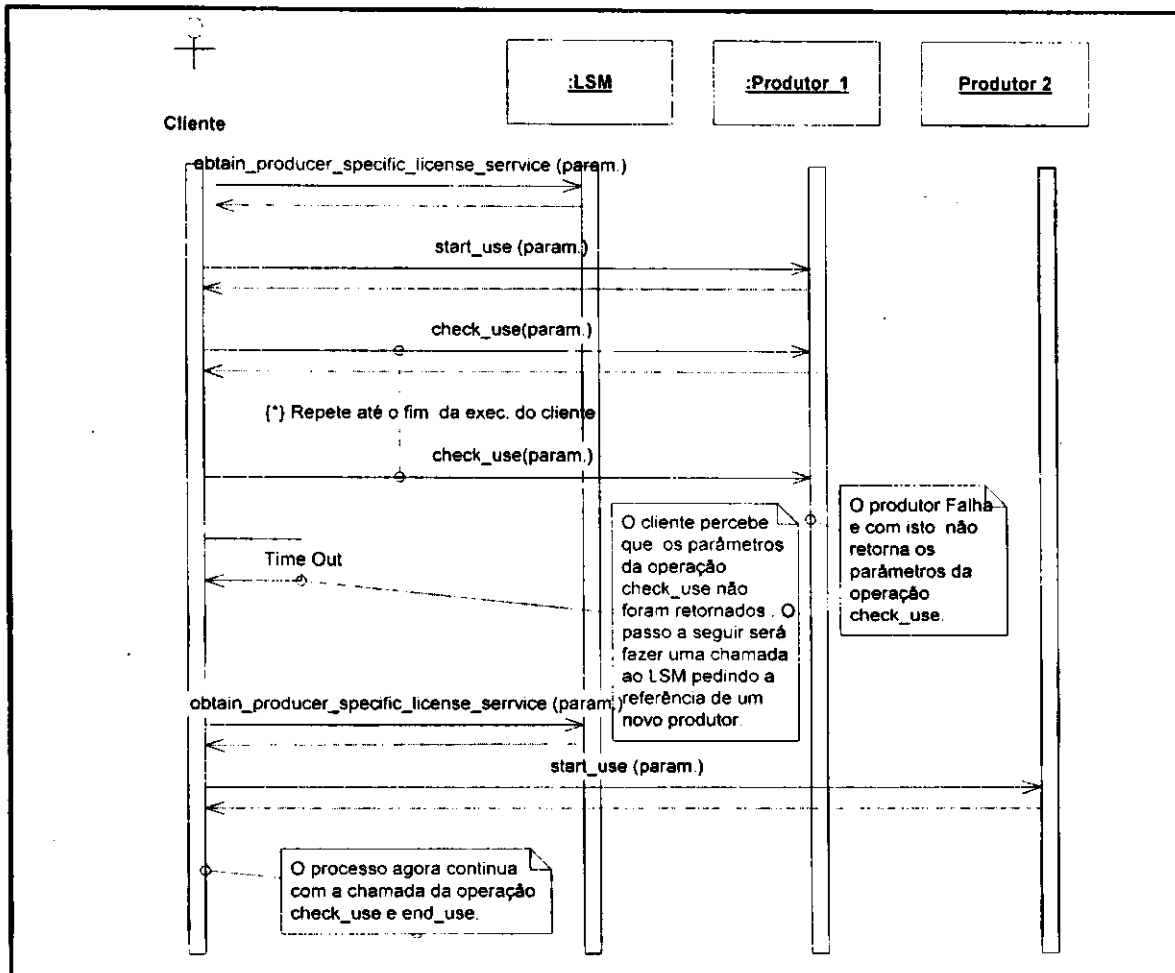 :LSM
:Produtor_1
Produtor 2
Cliente
obtain_producer_specific_license_serrvice (param.)
start_use (param.)
check_use(param.)
{*} Repete até o fim da exec. do cliente
check_use(param.)
O produtor Falha
e com isto não
retorna os
parâmetros da
operação
check_use.
O cliente percebe
que os parâmetros
da operação
check_use não
foram retornados . O
passo a seguir será
fazer uma chamada
ao LSM pedindo a
referência de um
novo produtor.
Time Out
obtain_producer_specific_license_serrvice (param.)
start_use (param.)
O processo agora continua
com a chamada da operação
check_use e end_use.